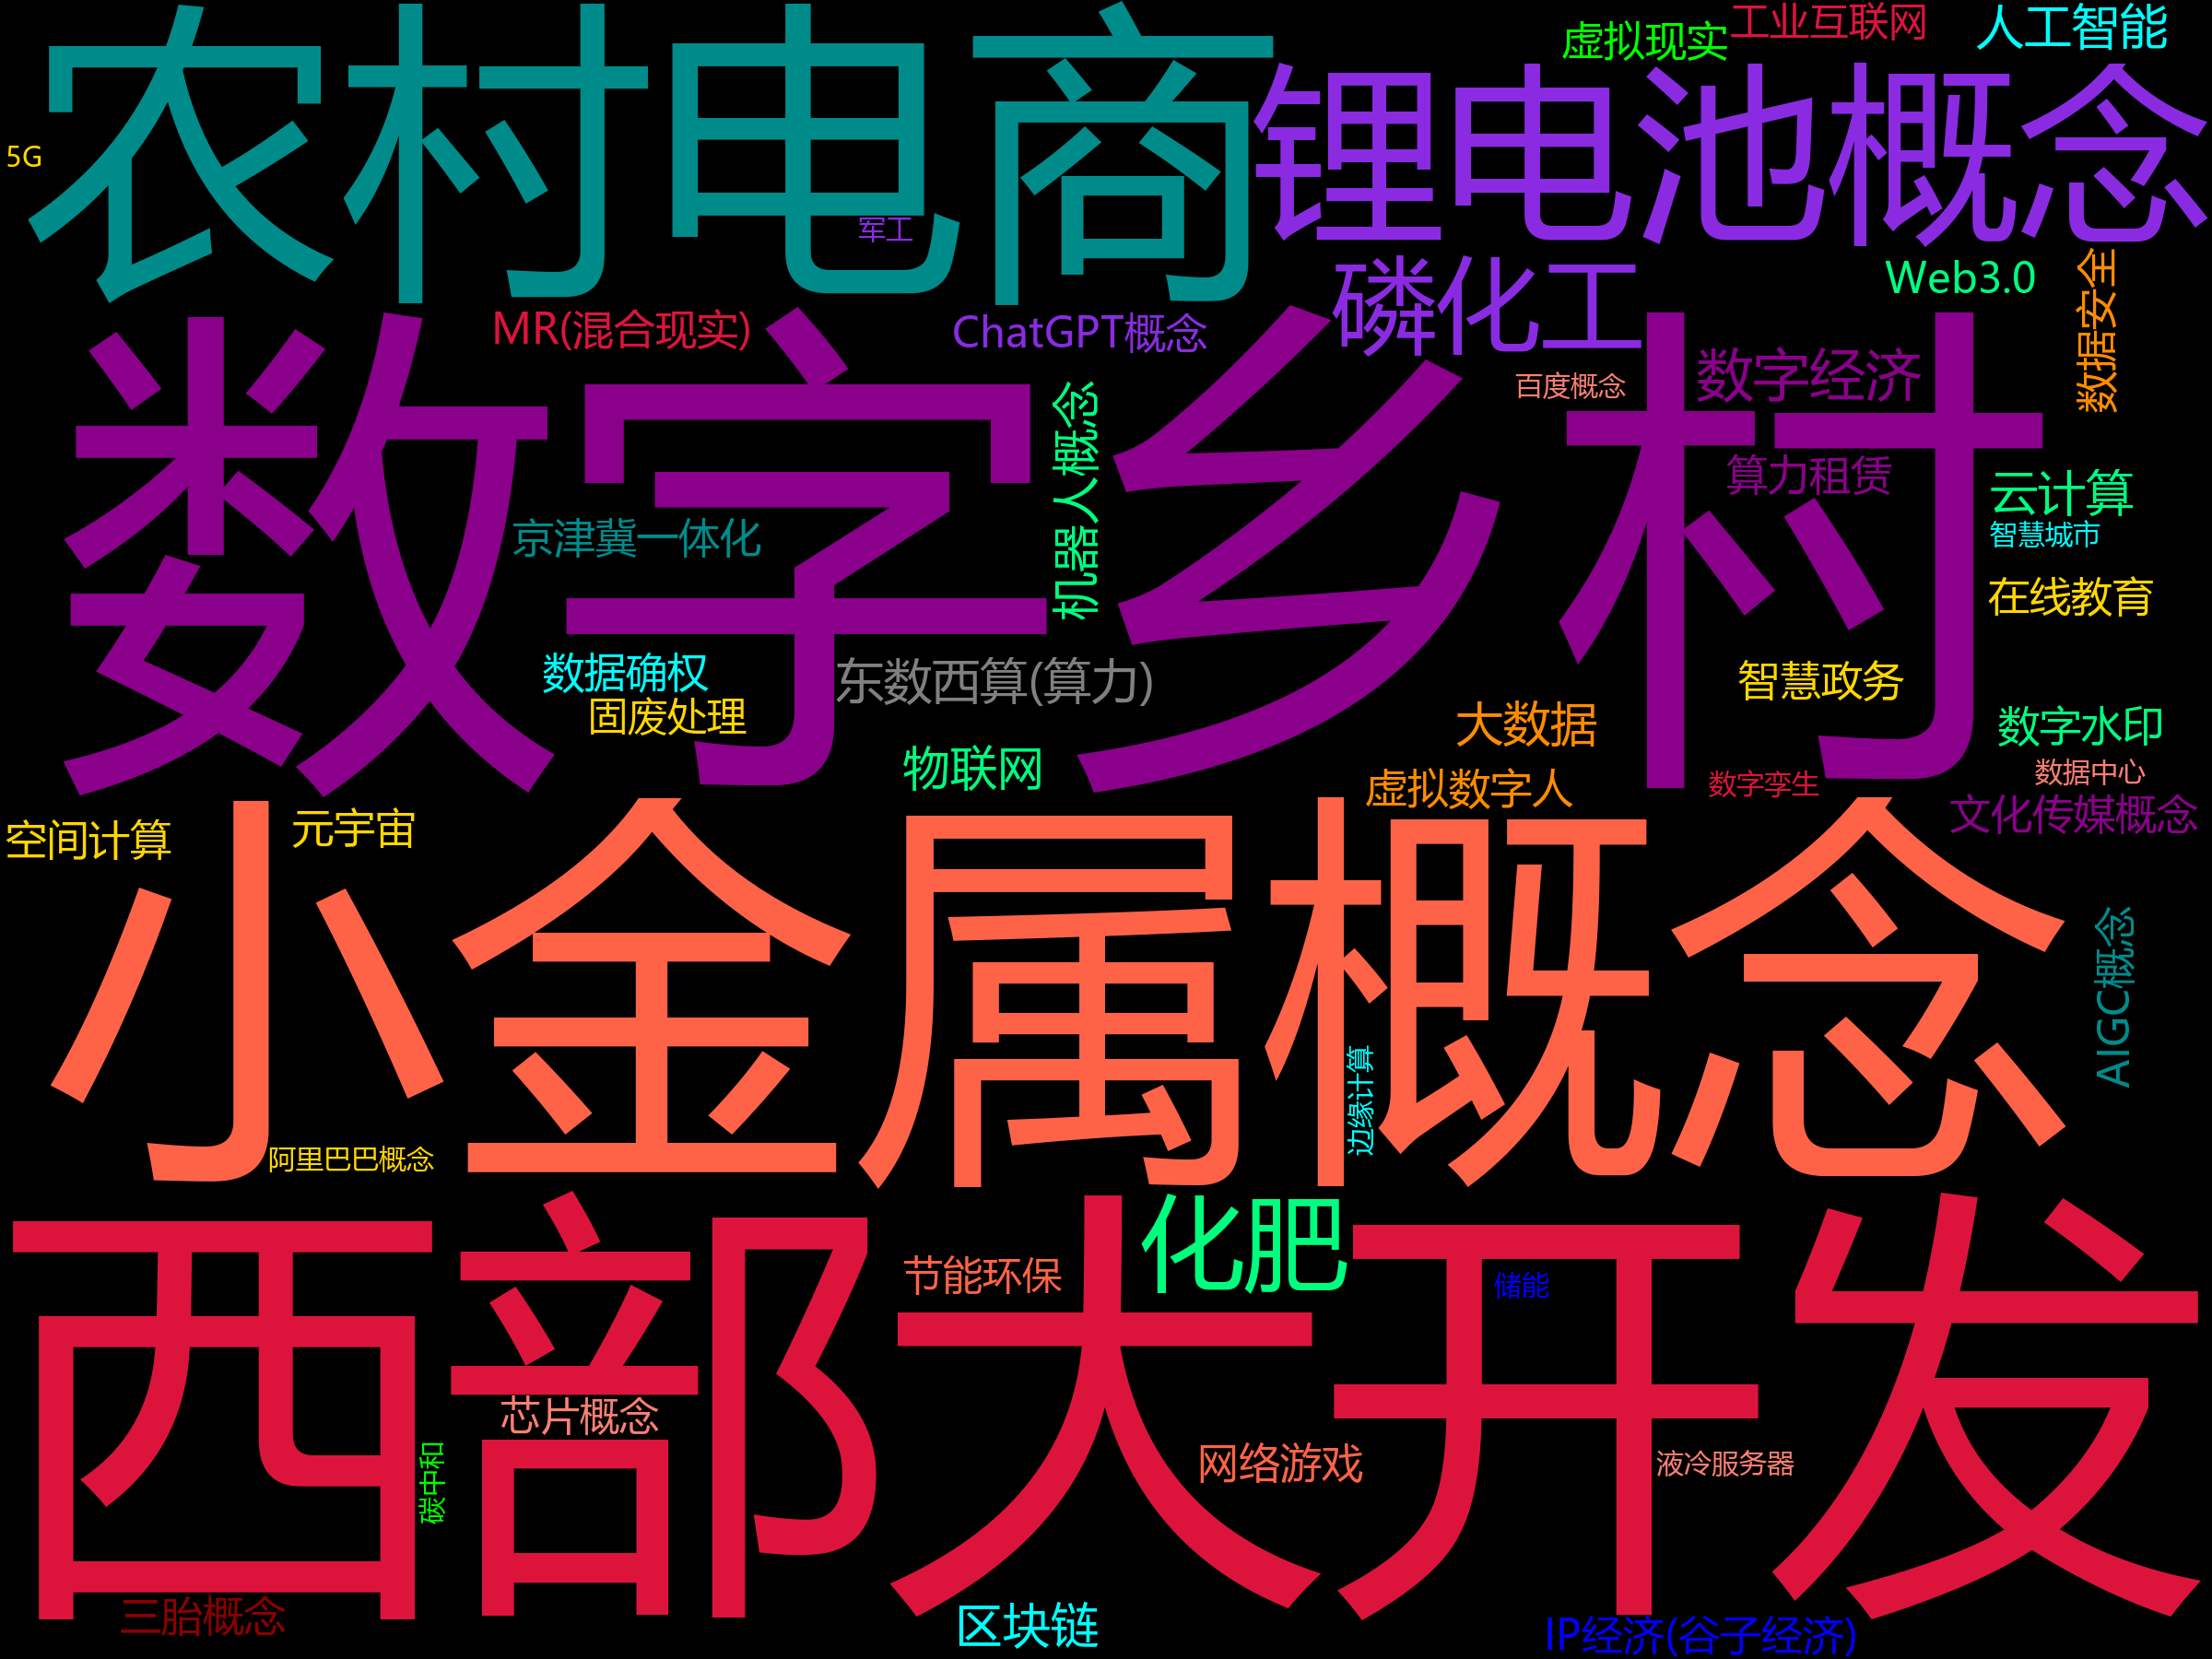 农村电商
虚拟现实
工业互联网
人工智能
锂电池概念
5G
军工
磷化工
Web3.0
数据安全
MR(混合现实)
ChatGPT概念
数字乡村
机器人概念
百度概念
数字经济
算力租赁
云计算
智慧城市
京津冀一体化
在线教育
数据确权
东数西算(算力)
智慧政务
固废处理
大数据
数字水印
物联网
虚拟数字人
数字孪生
数据中心
文化传媒概念
空间计算
元宇宙
小金属概念
AIGC概念
边缘计算
阿里巴巴概念
西部大开发
化肥
节能环保
储能
芯片概念
碳中和
网络游戏
液冷服务器
三胎概念
区块链
IP经济(谷子经济)